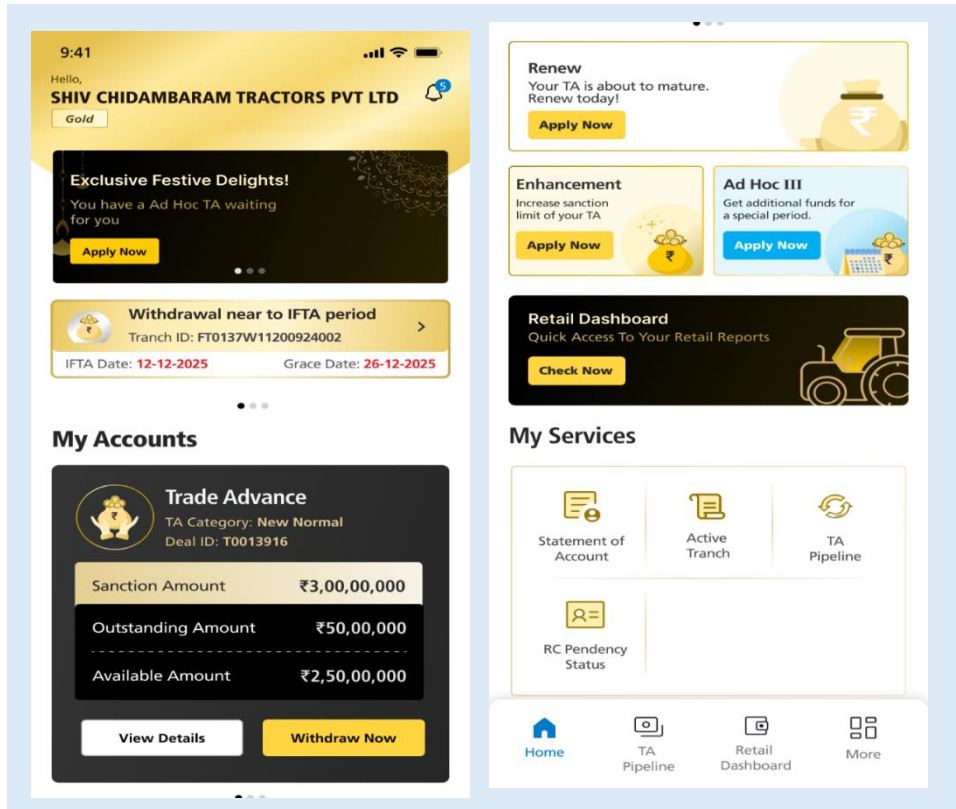 9:41
Hello,
SHIV CHIDAMBARAM TRACTORS PVT LTD
5
Gold
Exclusive Festive Delights!
You have a Ad Hoc TA waiting
for you
Apply Now
Withdrawal near to IFTA period
Tranch ID: FT0137W11200924002
IFTA Date: 12-12-2025 Grace Date: 26-12-2025
My Accounts
Trade Advance
TA Category: New Normal
Deal ID: T0013916
₹
Sanction Amount ₹3,00,00,000
Outstanding Amount ₹50,00,000
Available Amount ₹2,50,00,000
View Details
Withdraw Now
Renew
Your TA is about to mature.
Renew today!
Apply Now
₹
Enhancement
Increase sanction
limit of your TA
Apply Now
₹
Ad Hoc III
Get additional funds for
a special period.
Apply Now
₹
Retail Dashboard
Quick Access To Your Retail Reports
Check Now
My Services
Statement of
Account
Active
Tranch
TA
Pipeline
RC Pendency
Status
Home
TA
Pipeline
Retail
Dashboard
More